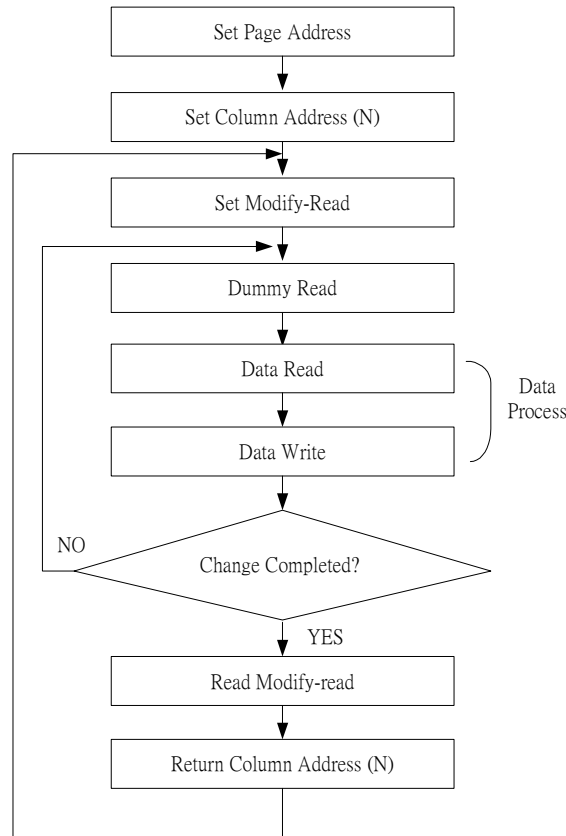 Set Page Address
Set Column Address (N)
Set Modify-Read
Dummy Read
Data Read
Data
Process
Data Write
NO
Change Completed?
YES
Read Modify-read
Return Column Address (N)